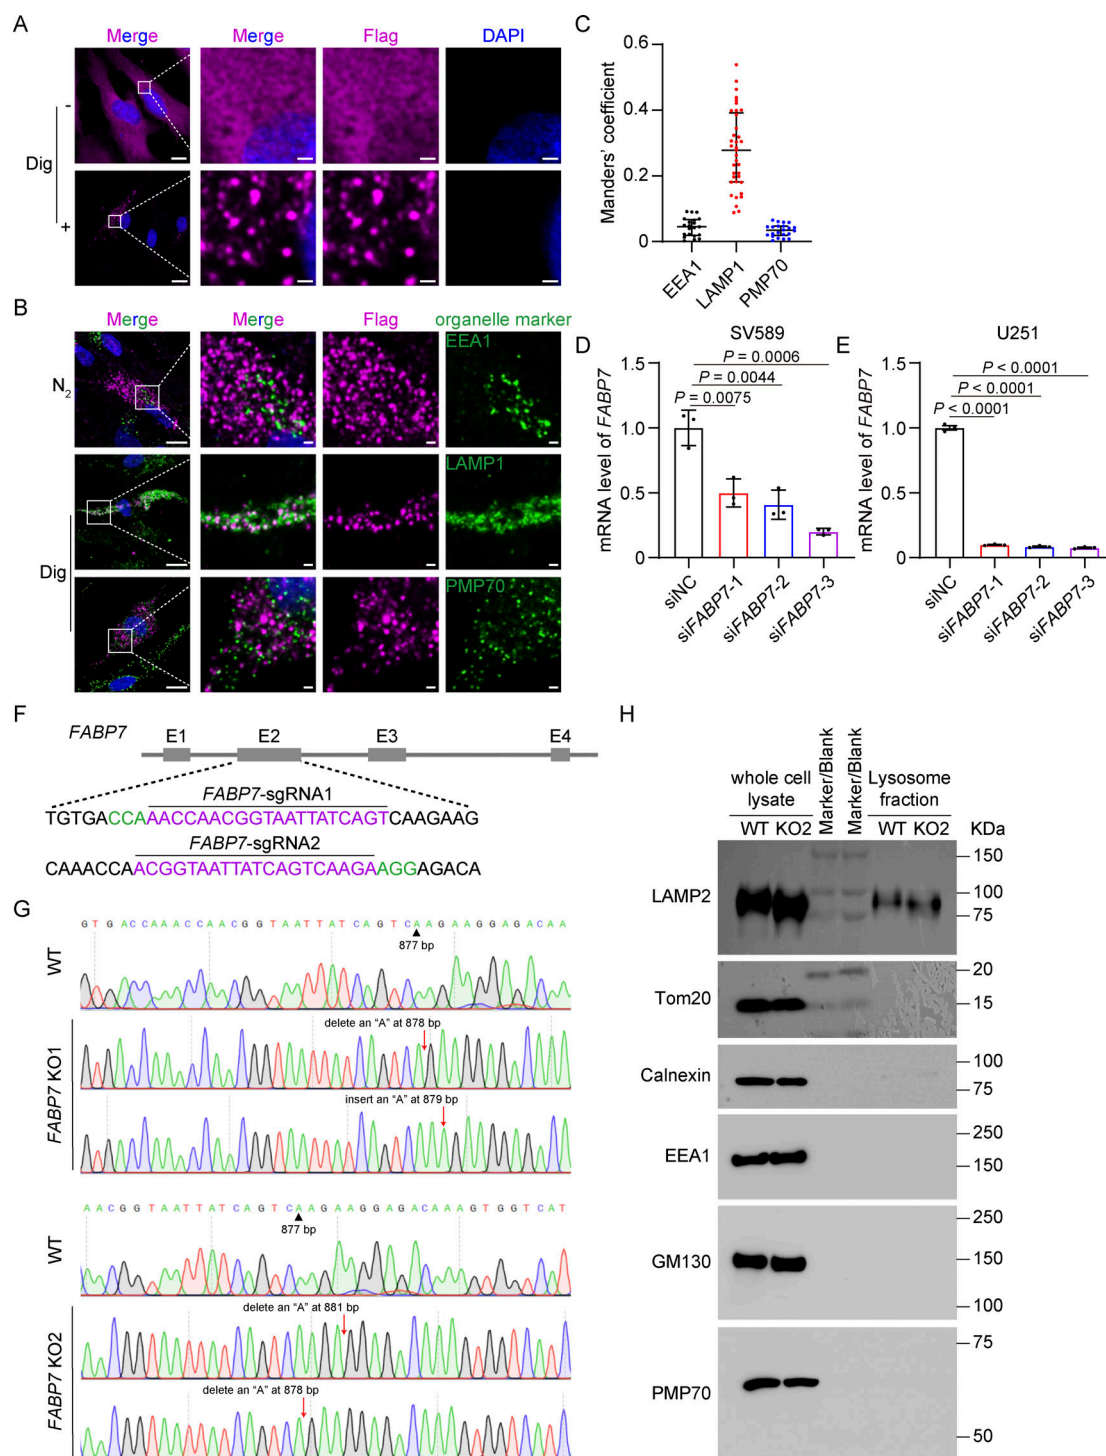 A
Merge Merge Flag DAPI
-
Dig
+
B
Merge Merge Flag organelle marker
N2
EEA1
LAMP1
Dig
PMP70
C
Manders' coefficient
0.6
0.4
0.2
0
EEA1 LAMP1 PMP70
D
SV589
mRNA level of FABP7
1.5
1.0
0.5
0
P = 0.0006
P = 0.0044
P = 0.0075
siNC siFABP7-1 siFABP7-2 siFABP7-3
E
U251
mRNA level of FABP7
1.5
1.0
0.5
0
P < 0.0001
P < 0.0001
P < 0.0001
siNC siFABP7-1 siFABP7-2 siFABP7-3
F
FABP7 E1 E2 E3 E4
FABP7-sgRNA1
TGTGACCAAACCAACGGTAATTATCAGTCAAGAAG
FABP7-sgRNA2
CAAACCAACGGTAATTATCAGTCAAGAAGGAGACA
G
GTGACCAAACCAACGGTAATTATCAGTCAAGAAGGAGACAA
877 bp
WT
FABP7 KO1
delete an "A" at 878 bp
insert an "A" at 879 bp
AACGGTAATTATCAGTCAAGAAGGAGACAAAGTGGTCAT
877 bp
WT
FABP7 KO2
delete an "A" at 881 bp
delete an "A" at 878 bp
H
whole cell lysate
Marker/Blank
Marker/Blank
Lysosome fraction
WT KO2 WT KO2 KDa
LAMP2
150
100
75
Tom20
20
15
Calnexin
100
75
EEA1
250
150
GM130
250
150
100
PMP70
75
50